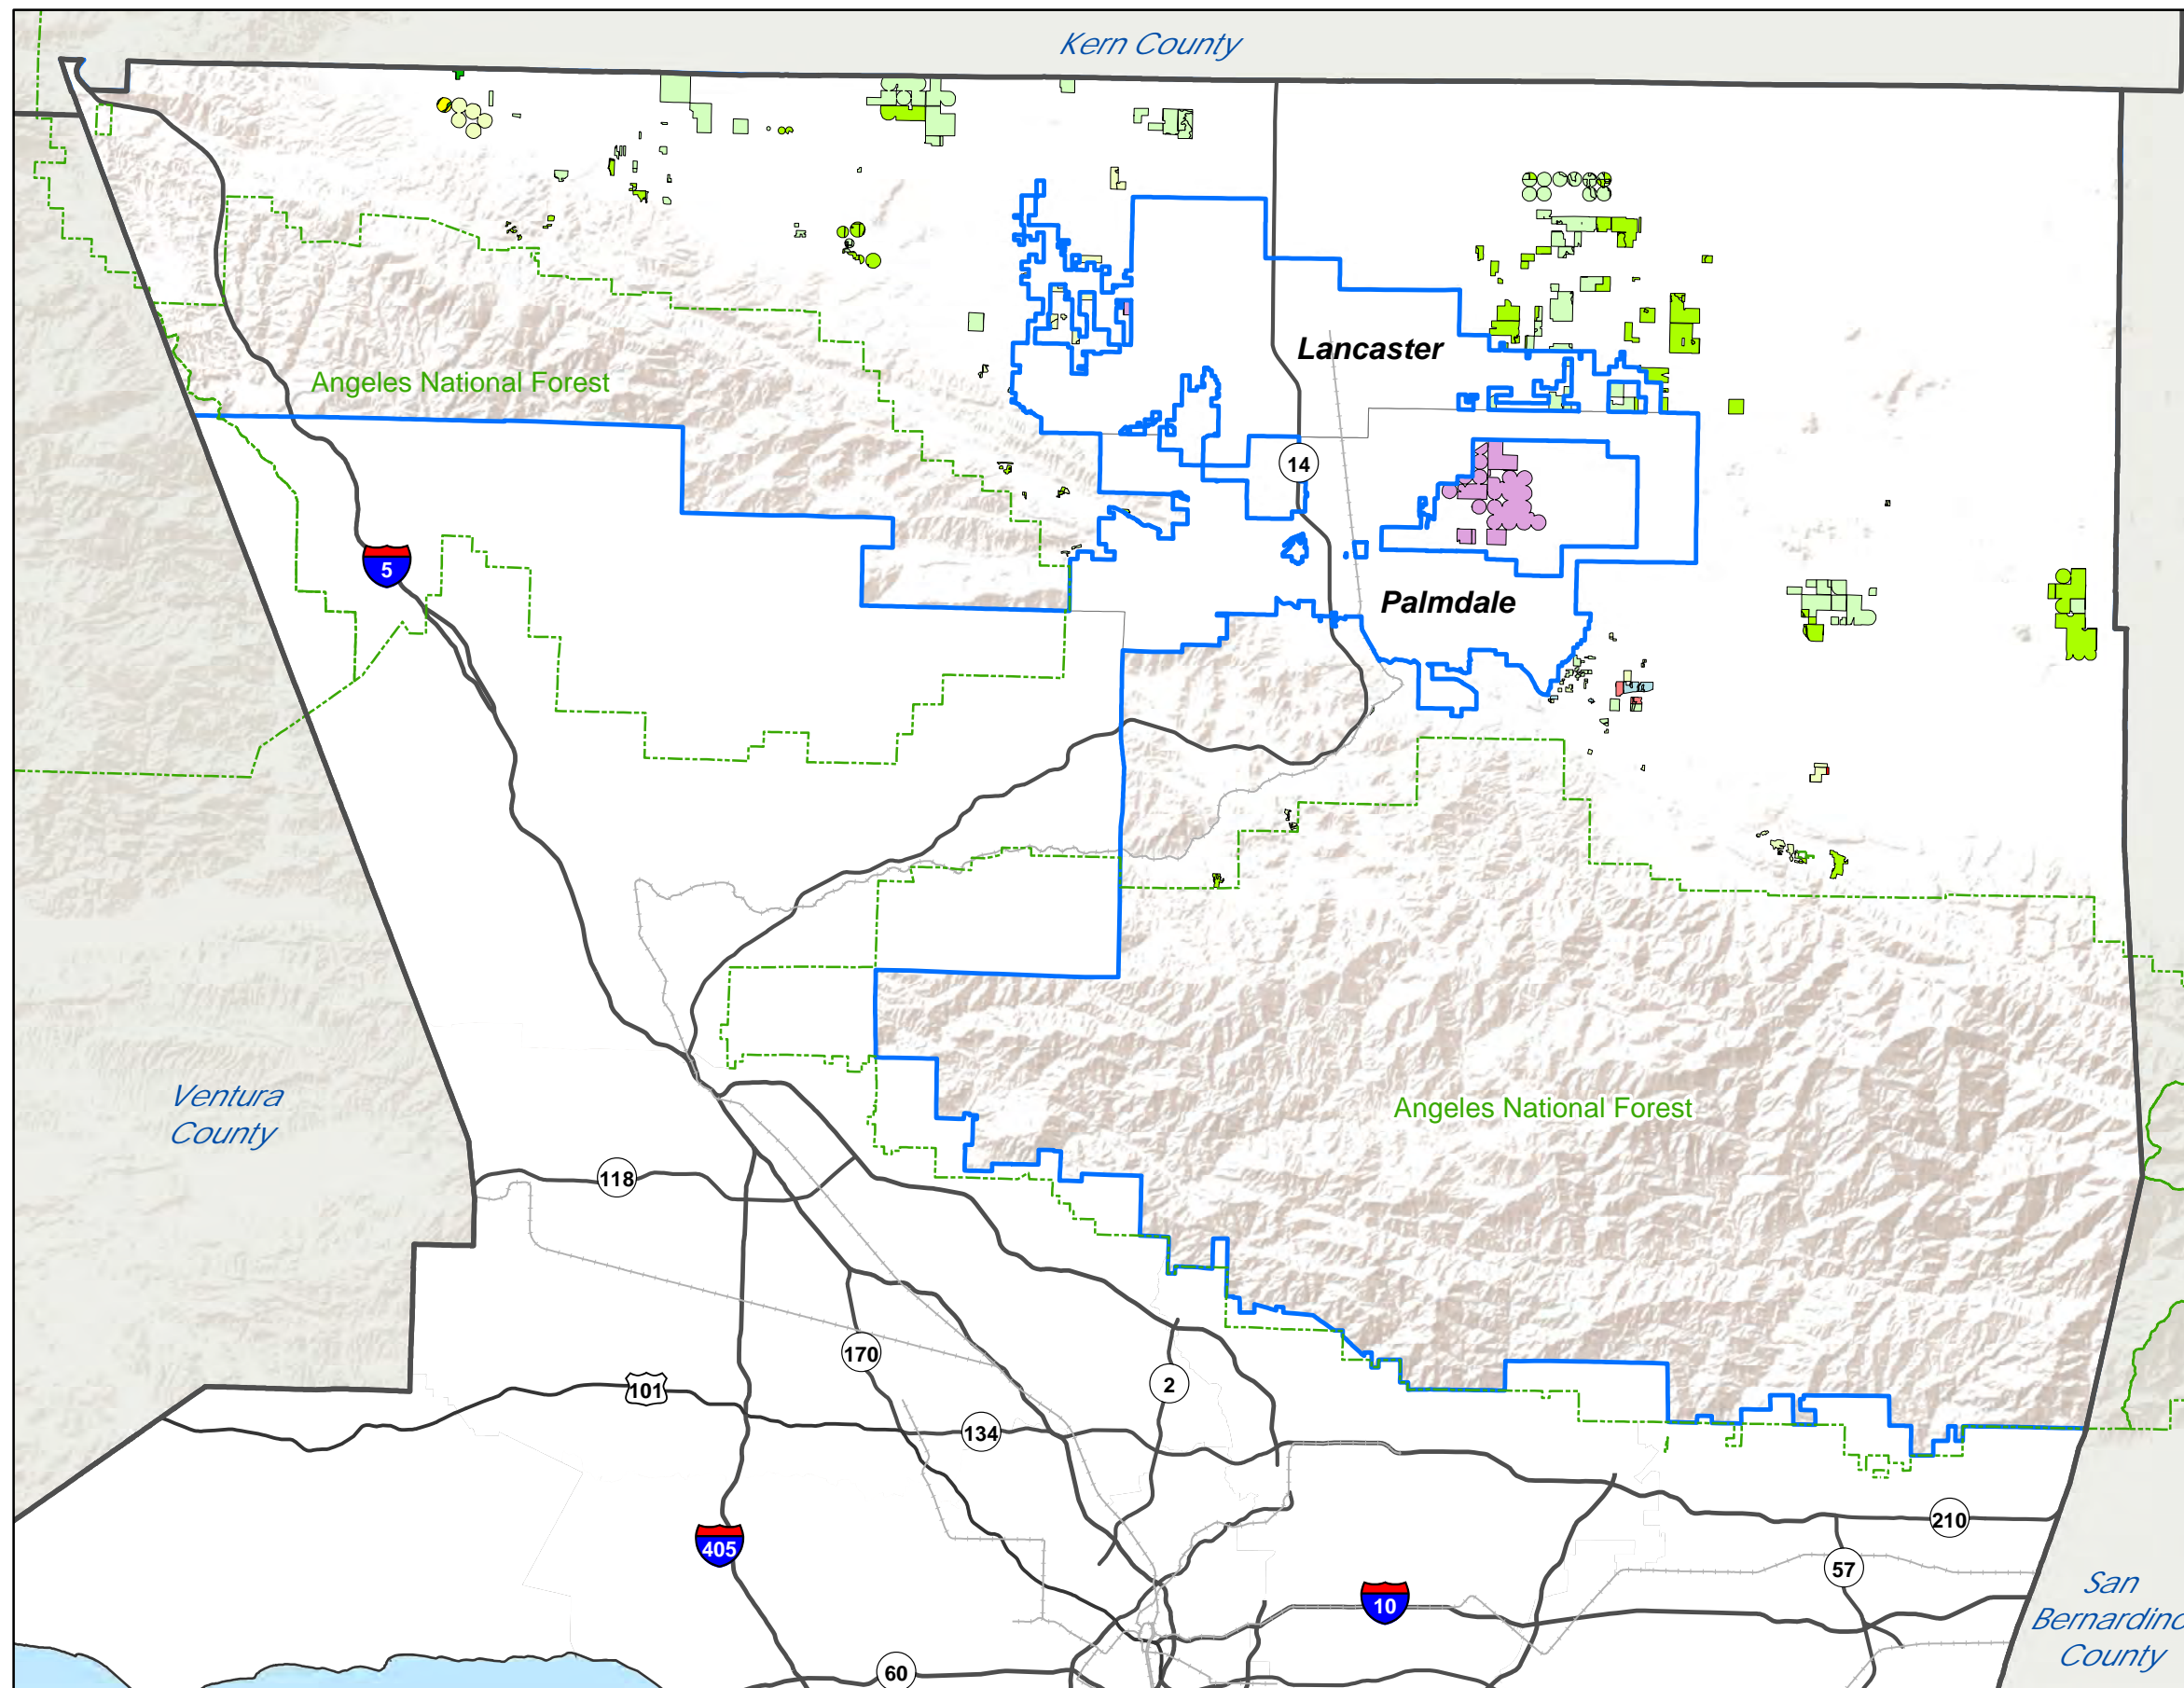 Kern County
Lancaster
Angeles National Forest
14
5
Palmdale
Ventura
County
Angeles National Forest
118
170
2
101
134
210
405
57
10
San
Bernardino
County
60